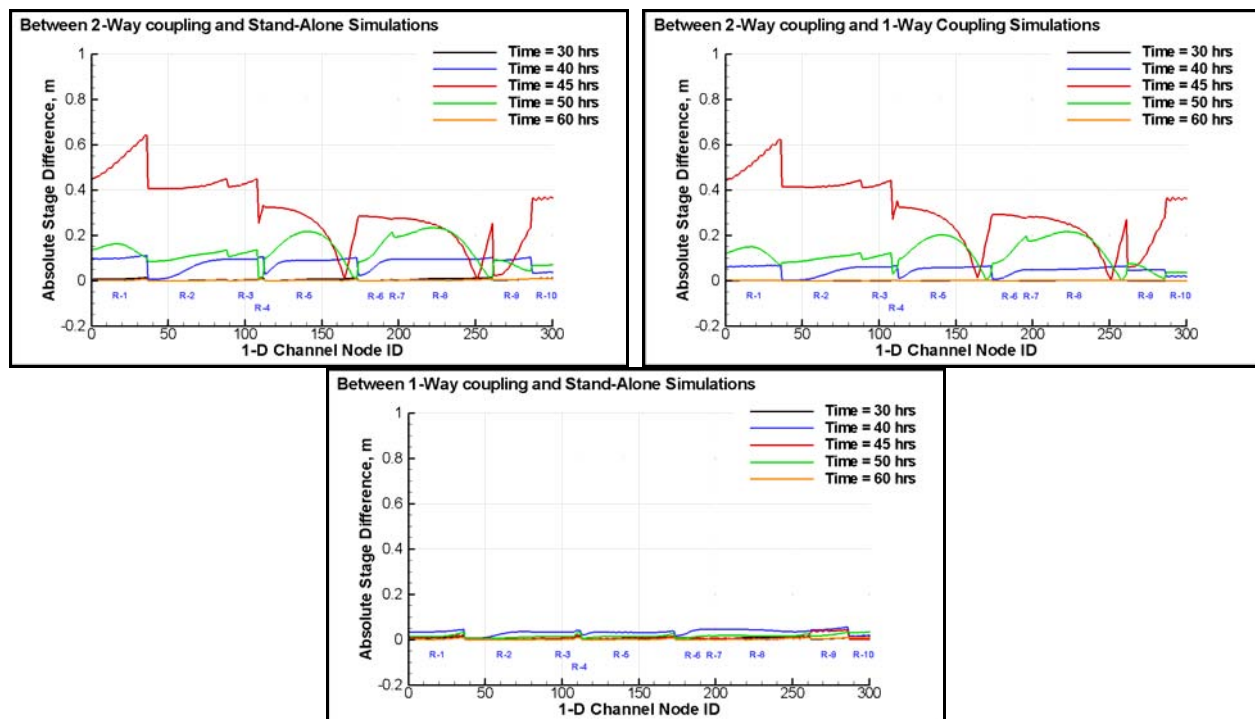 Between 2-Way coupling and Stand-Alone Simulations
Time = 30 hrs
Time = 40 hrs
Time = 45 hrs
Time = 50 hrs
Time = 60 hrs
Absolute Stage Difference, m
1
0.8
0.6
0.4
0.2
0
-0.2
R-1 R-2 R-3 R-4 R-5 R-6 R-7 R-8 R-9 R-10
0 50 100 150 200 250 300
1-D Channel Node ID
Between 2-Way coupling and 1-Way Coupling Simulations
Time = 30 hrs
Time = 40 hrs
Time = 45 hrs
Time = 50 hrs
Time = 60 hrs
Absolute Stage Difference, m
1
0.8
0.6
0.4
0.2
0
-0.2
R-1 R-2 R-3 R-4 R-5 R-6 R-7 R-8 R-9 R-10
0 50 100 150 200 250 300
1-D Channel Node ID
Between 1-Way coupling and Stand-Alone Simulations
Time = 30 hrs
Time = 40 hrs
Time = 45 hrs
Time = 50 hrs
Time = 60 hrs
Absolute Stage Difference, m
1
0.8
0.6
0.4
0.2
0
-0.2
R-1 R-2 R-3 R-4 R-5 R-6 R-7 R-8 R-9 R-10
0 50 100 150 200 250 300
1-D Channel Node ID